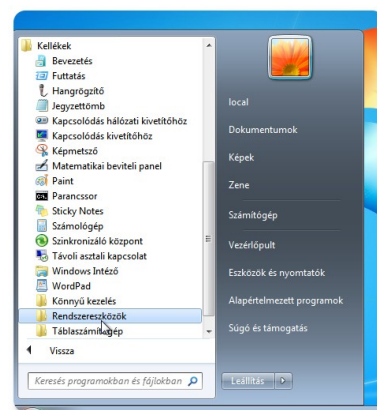 Kellékek
Bevezetés
Futtatás
Hangrögzítő
Jegyzettömb
Kapcsolódás hálózati kivetítőhöz
Kapcsolódás kivetítőhöz
Képmetsző
Matematikai beviteli panel
Paint
Parancssor
Sticky Notes
Számológép
Szinkronizáló központ
Távoli asztali kapcsolat
Windows Intéző
WordPad
Könnyű kezelés
Rendszereszközök
Táblaszámítógép
Vissza
Keresés programokban és fájlokban
local
Dokumentumok
Képek
Zene
Számítógép
Vezérlőpult
Eszközök és nyomtatók
Alapértelmezett programok
Súgó és támogatás
Leállítás